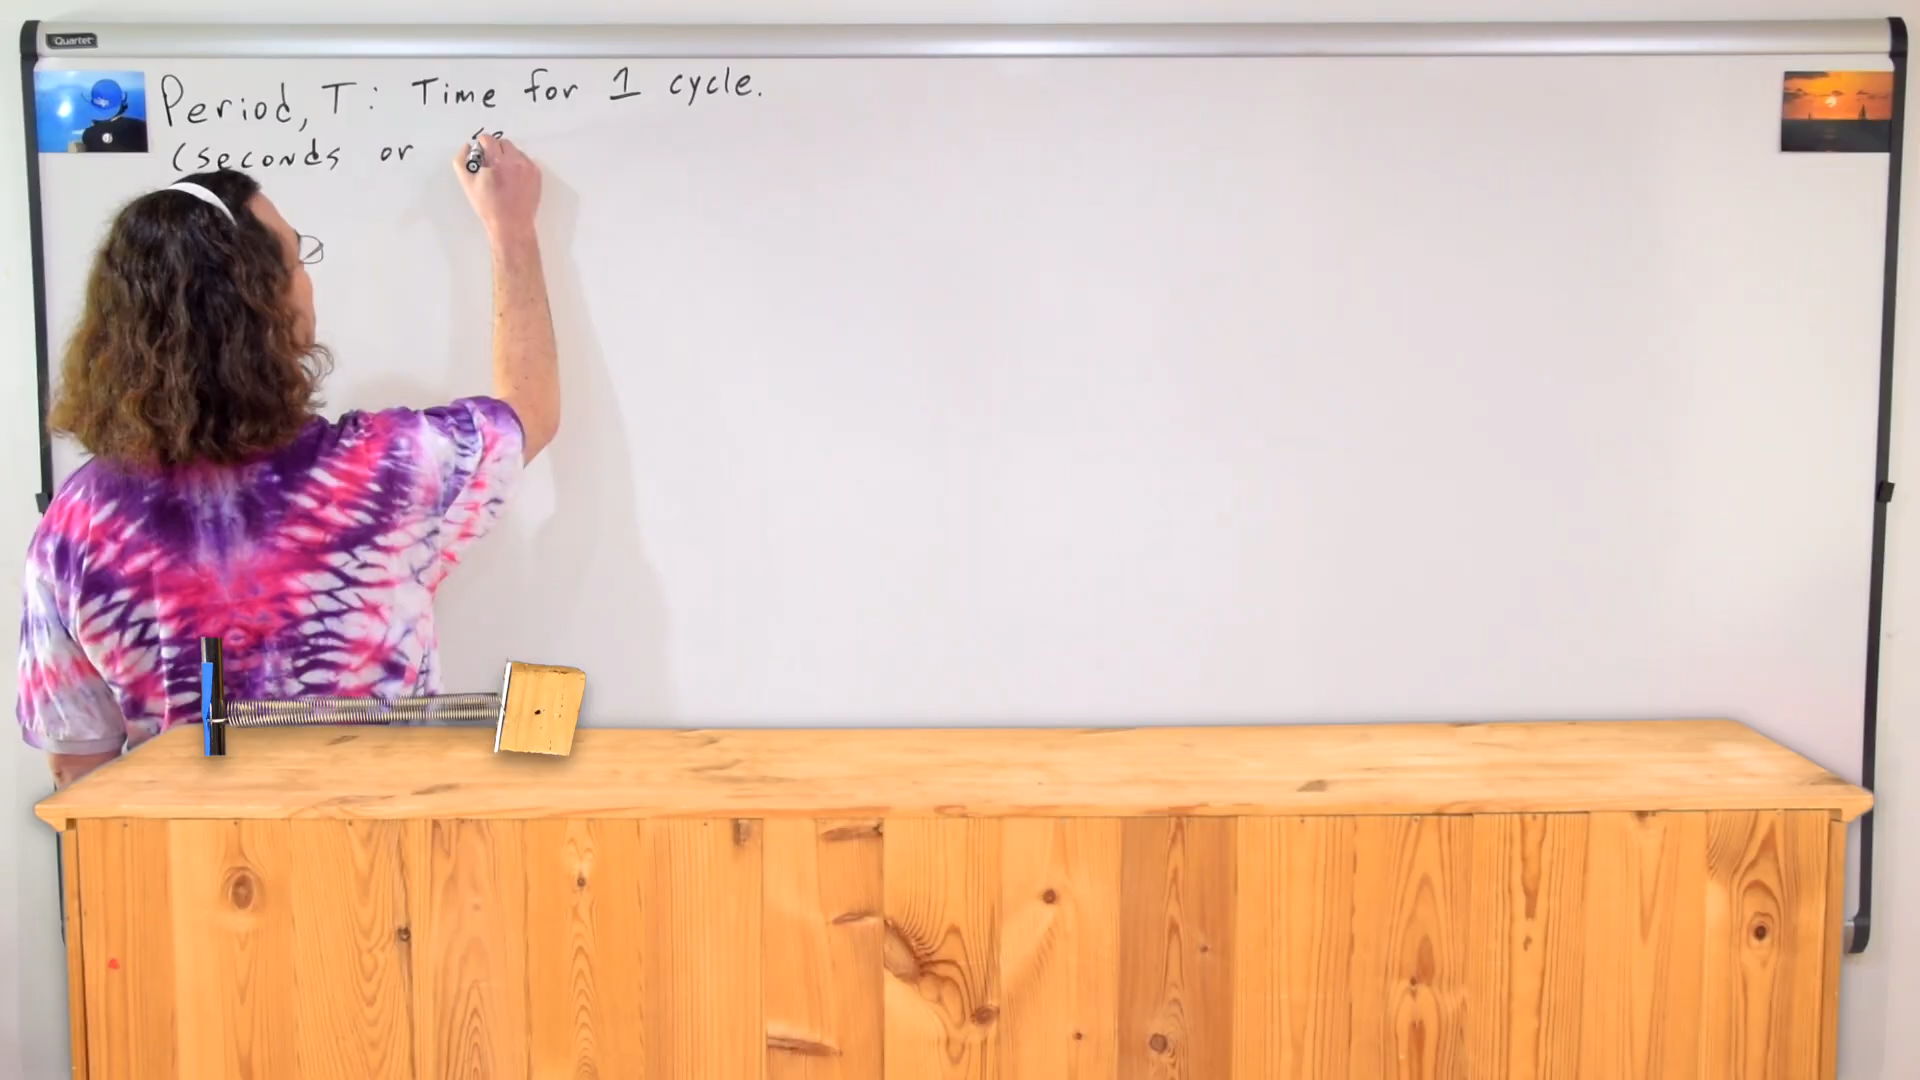 Quartet
Period, T: Time for 1 cycle.
(seconds or